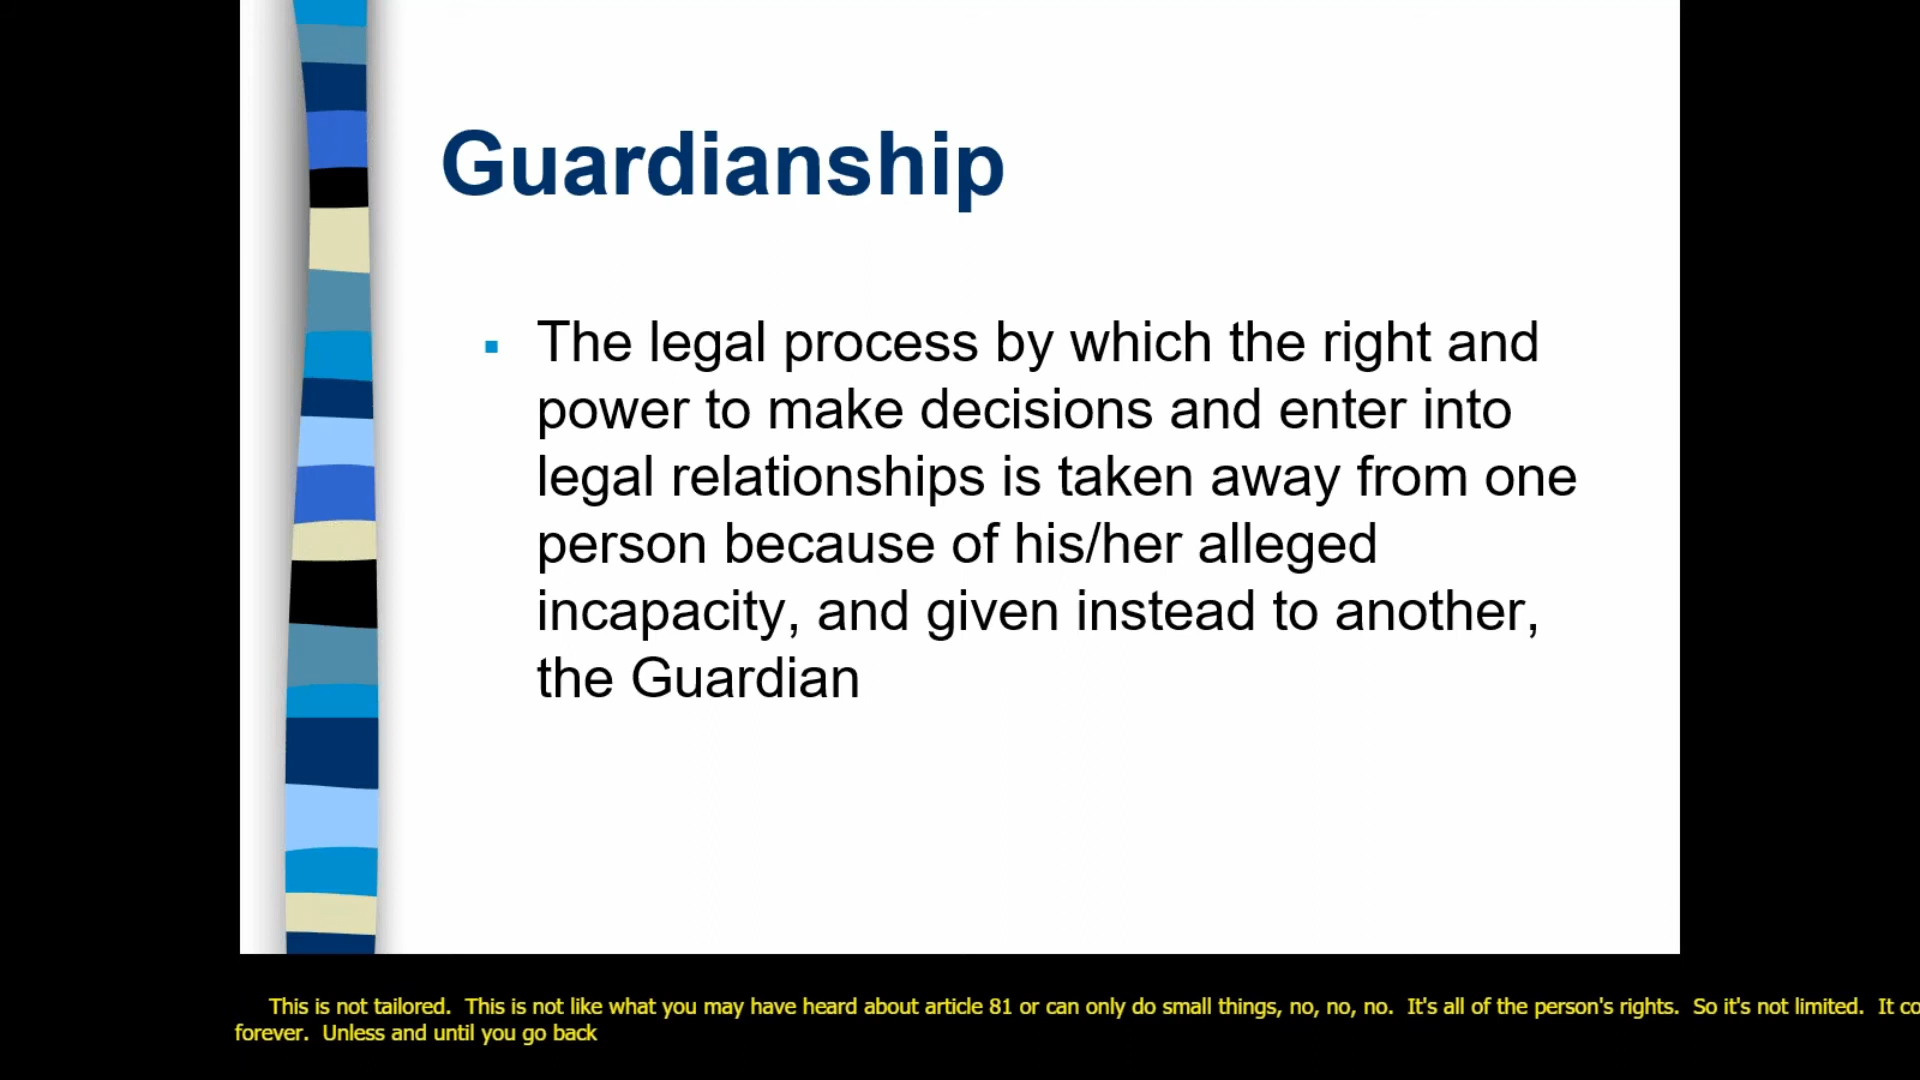 Guardianship
The legal process by which the right and
power to make decisions and enter into
legal relationships is taken away from one
person because of his/her alleged
incapacity, and given instead to another,
the Guardian
This is not tailored.  This is not like what you may have heard about article 81 or can only do small things, no, no, no.  It's all of the person's rights.  So it's not limited.  It
forever.  Unless and until you go back